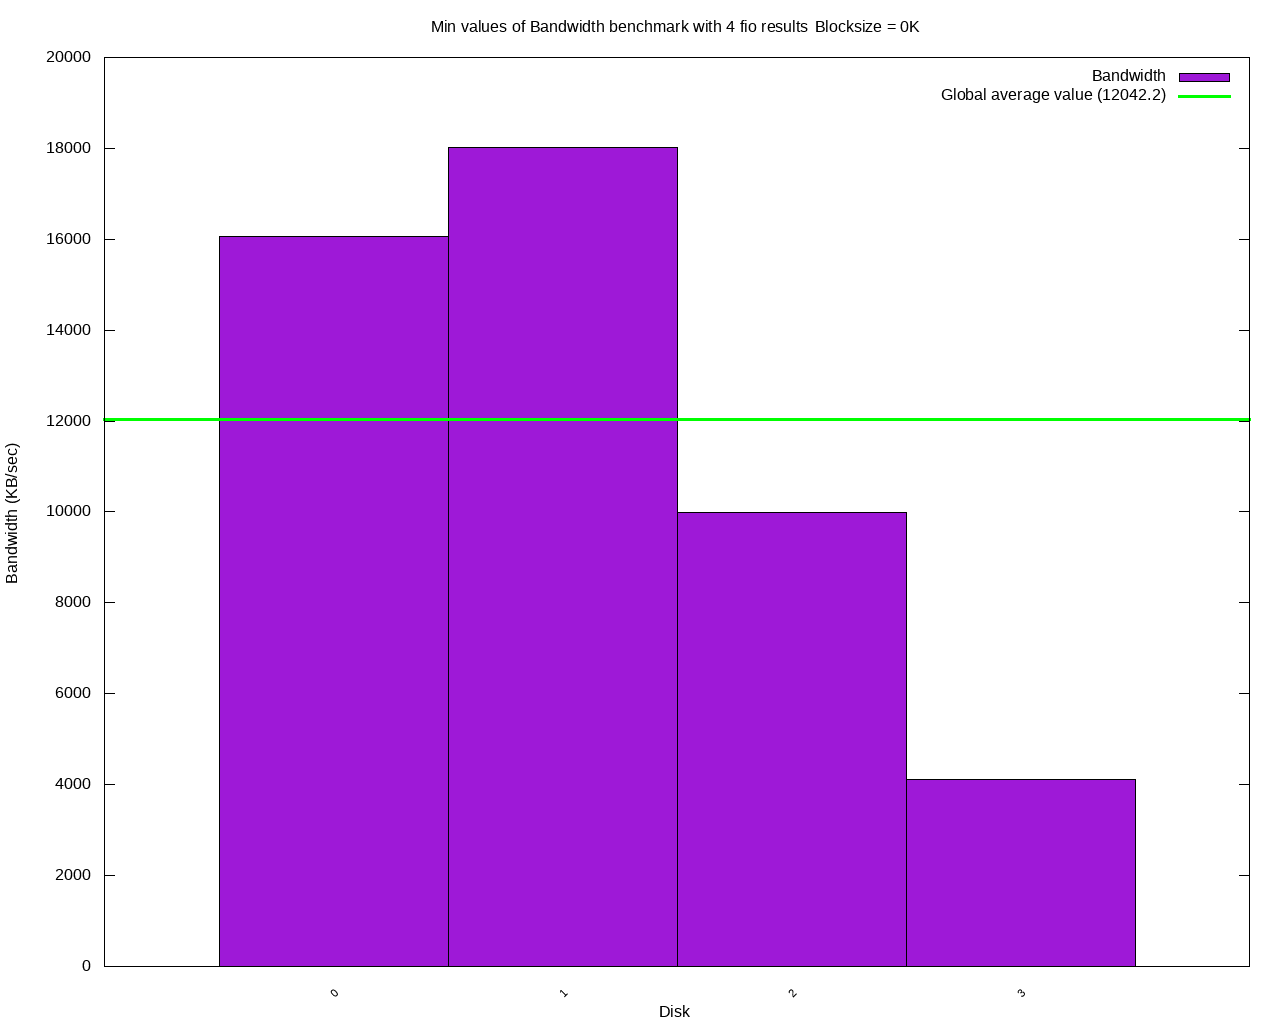 Min values of Bandwidth benchmark with 4 fio results Blocksize = 0K
Bandwidth
Global average value (12042.2)
20000
18000
16000
14000
12000
10000
8000
6000
4000
2000
0
Bandwidth (KB/sec)
0 1 2 3
Disk